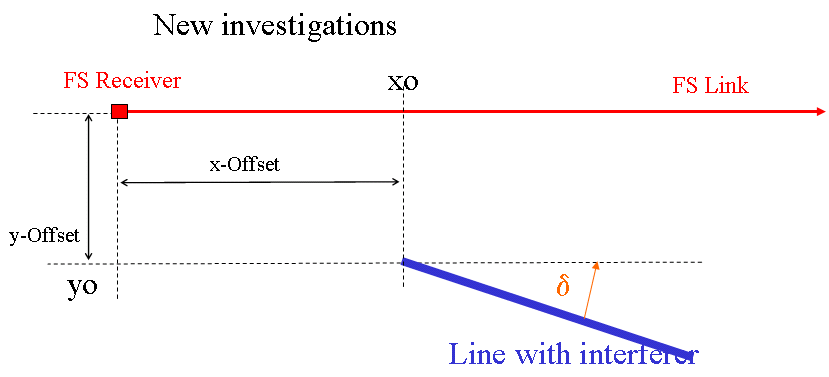 New investigations
FS Receiver
xo
FS Link
x-Offset
y-Offset
yo
δ
Line with interferer